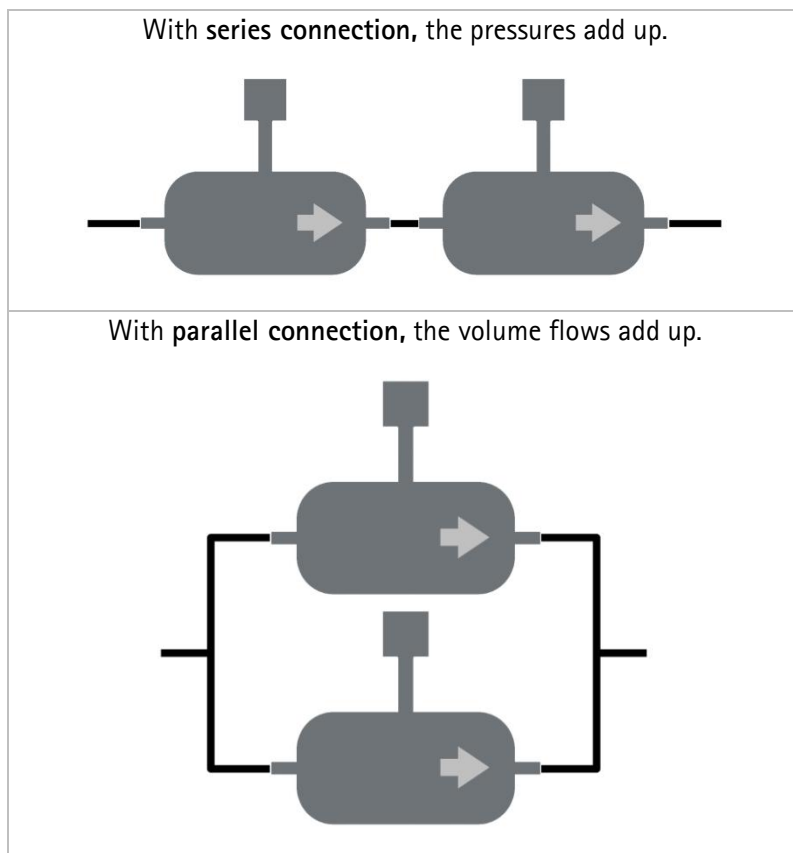 With series connection, the pressures add up.
With parallel connection, the volume flows add up.